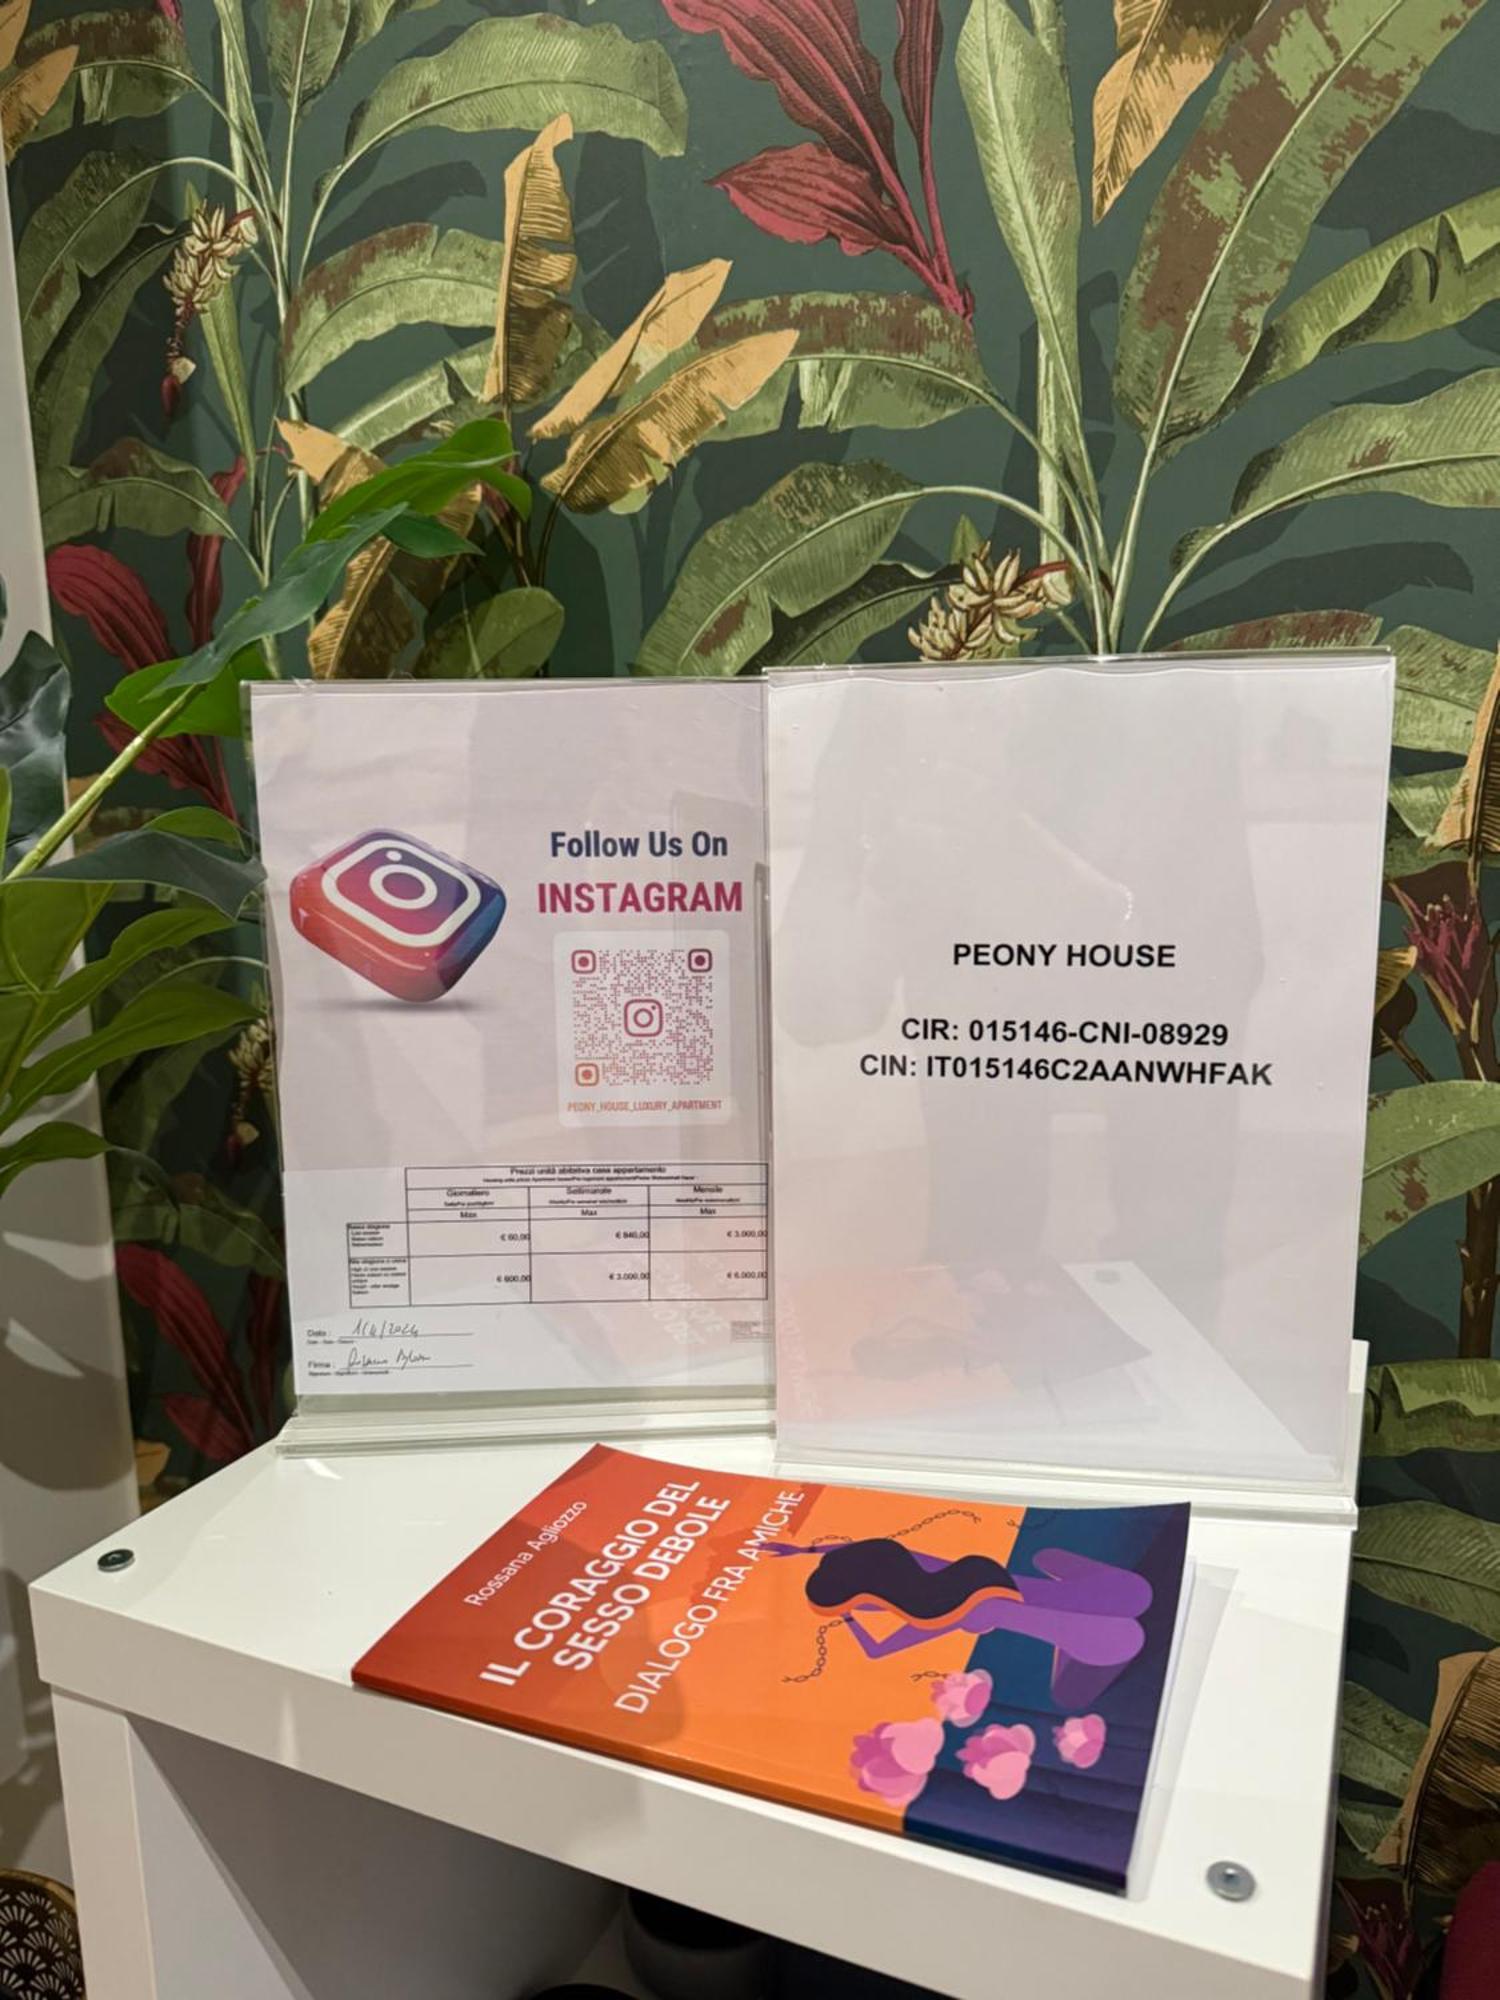 Follow Us On
INSTAGRAM
PEONY_HOUSE_LUXURY_APARTMENT
Prezzi unità abitativa casa appartamento
Giornaliero
Settimanale
Mensile
Max
Max
Max
€ 60,00
€ 840,00
€ 3.000,00
€ 600,00
€ 3.000,00
€ 6.000,00
Data :
Firma :
PEONY HOUSE
CIR: 015146-CNI-08929
CIN: IT015146C2AANWHFAK
Rossana Agliozzo
IL CORAGGIO DEL
SESSO DEBOLE
DIALOGO FRA AMICHE